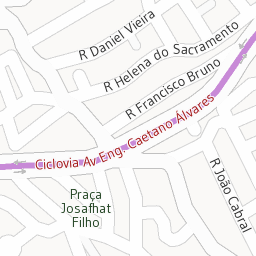 R Daniel Vieira
R Helena do Sacramento
R Francisco Bruno
Ciclovia Av Eng. Caetano Álvares
R João Cabral
Praça
Josafhat
Filho